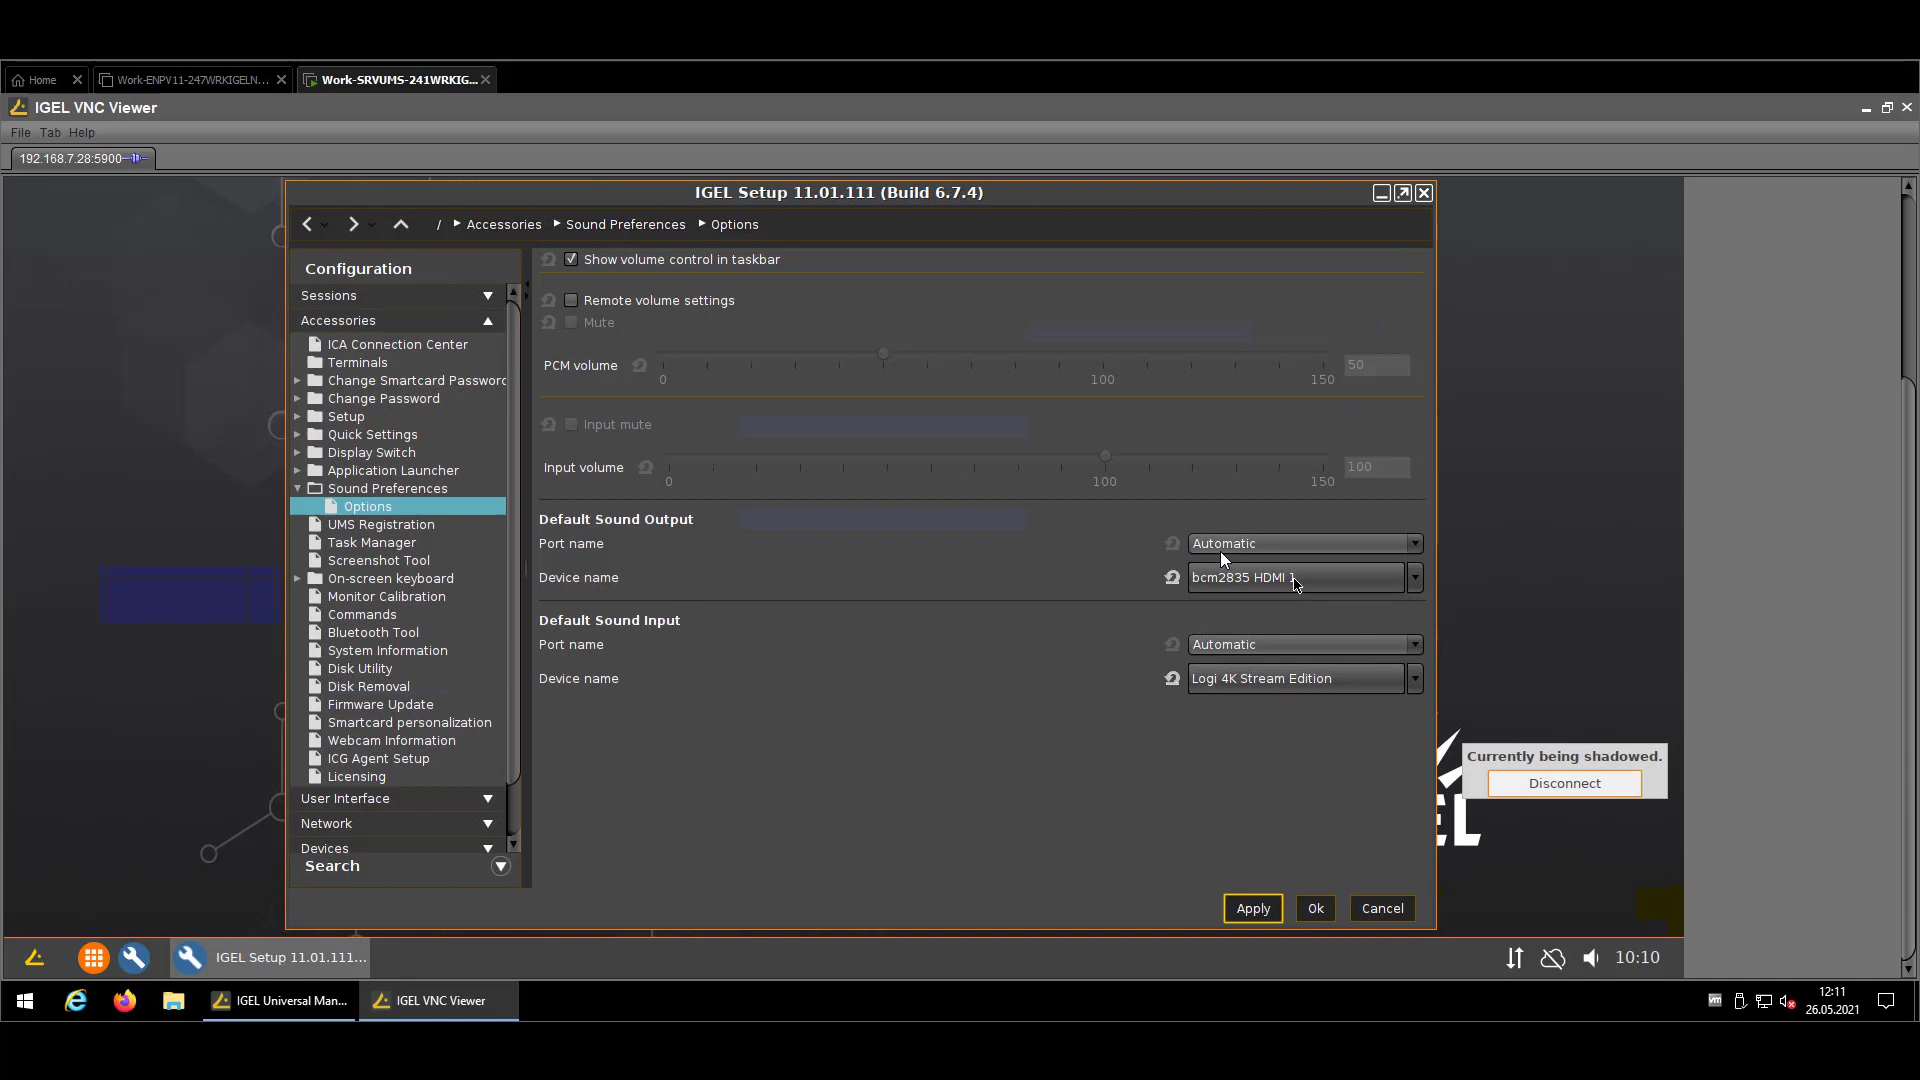 Home
Work-ENPV11-247WRKIGELN...
Work-SRVUMS-241WRKIG...
IGEL VNC Viewer
File Tab Help
192.168.7.28:5900
IGEL Setup 11.01.111 (Build 6.7.4)
/ Accessories Sound Preferences Options
Configuration
Sessions
Accessories
ICA Connection Center
Terminals
Change Smartcard Password
Change Password
Setup
Quick Settings
Display Switch
Application Launcher
Sound Preferences
Options
UMS Registration
Task Manager
Screenshot Tool
On-screen keyboard
Monitor Calibration
Commands
Bluetooth Tool
System Information
Disk Utility
Disk Removal
Firmware Update
Smartcard personalization
Webcam Information
ICG Agent Setup
Licensing
User Interface
Network
Devices
Search
Show volume control in taskbar
Remote volume settings
Mute
PCM volume 50
0 100 150
Input mute
Input volume 100
0 100 150
Default Sound Output
Port name Automatic
Device name bcm2835 HDMI 1
Default Sound Input
Port name Automatic
Device name Logi 4K Stream Edition
Apply Ok Cancel
Currently being shadowed.
Disconnect
IGEL Setup 11.01.111...
10:10
IGEL Universal Man...
IGEL VNC Viewer
vm
12:11
26.05.2021